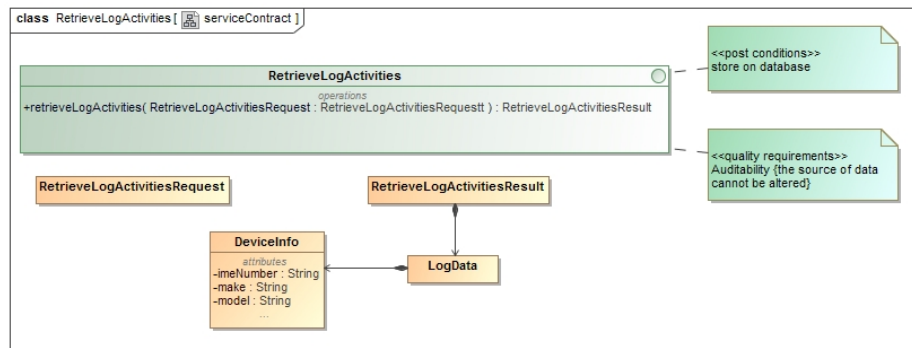 class RetrieveLogActivities [ serviceContract ]
<<post conditions>>
store on database
RetrieveLogActivities
operations
+retrieveLogActivities( RetrieveLogActivitiesRequest : RetrieveLogActivitiesRequestt ) : RetrieveLogActivitiesResult
<<quality requirements>>
Auditability {the source of data
cannot be altered}
RetrieveLogActivitiesRequest
RetrieveLogActivitiesResult
DeviceInfo
attributes
-imeNumber : String
-make : String
-model : String
...
LogData